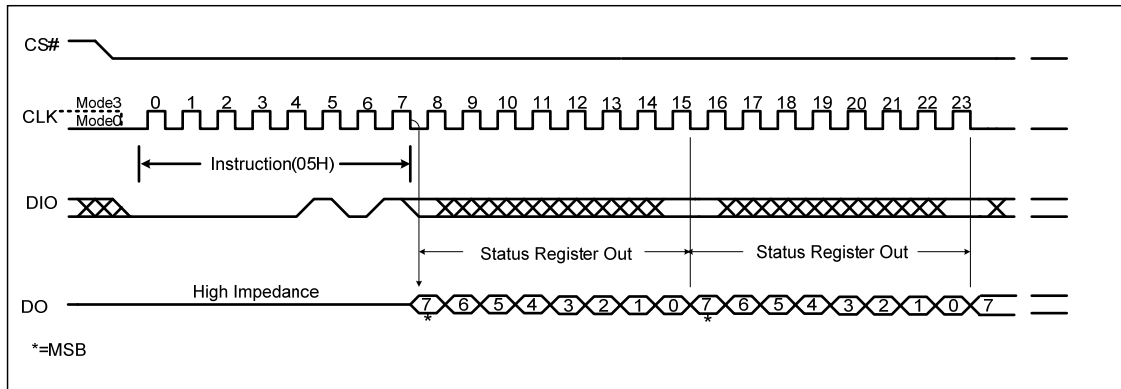 CS#
Mode3
CLK
Mode0
0 1 2 3 4 5 6 7 8 9 10 11 12 13 14 15 16 17 18 19 20 21 22 23
Instruction(05H)
DIO
Status Register Out
Status Register Out
High Impedance
DO
7 6 5 4 3 2 1 0 7 6 5 4 3 2 1 0 7
* *
*=MSB